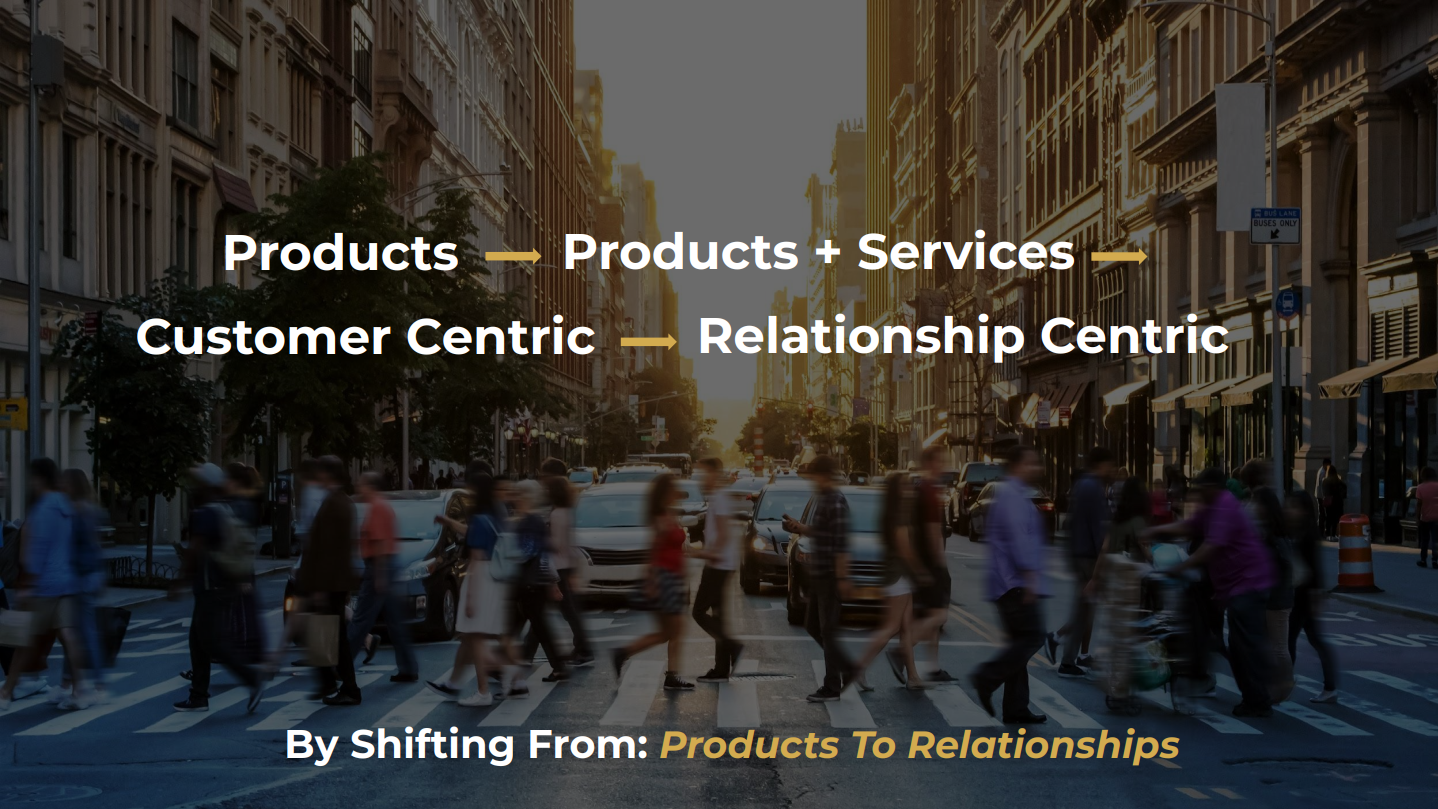 Products → Products + Services →
Customer Centric → Relationship Centric
BUS LANE
BUSES ONLY
By Shifting From: Products To Relationships